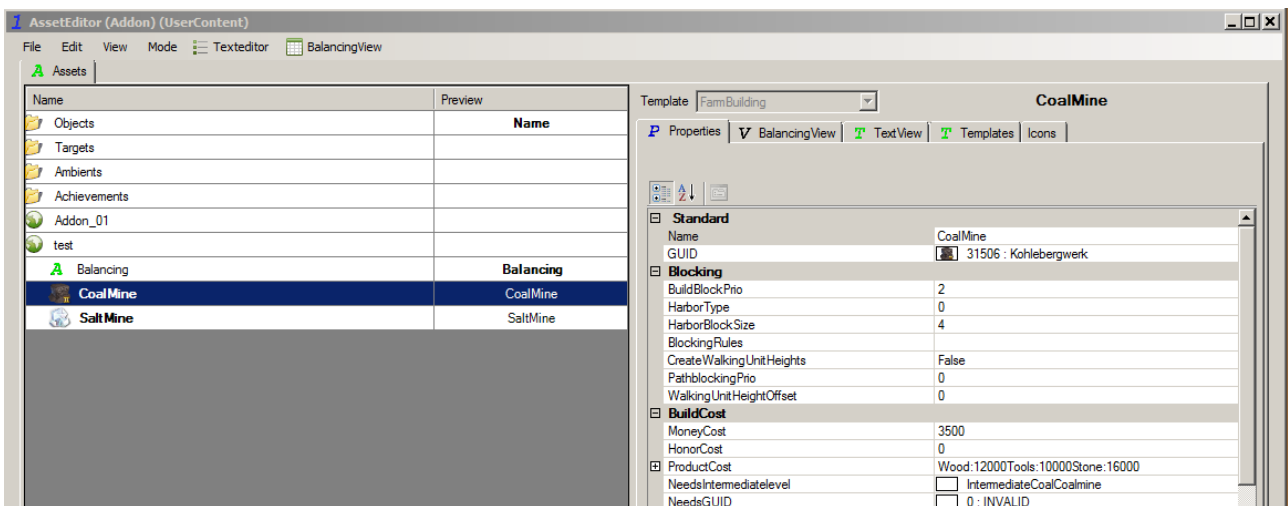 AssetEditor (Addon) (UserContent)
File Edit View Mode Texteditor BalancingView
Assets
Name Preview
Objects Name
Targets
Ambients
Achievements
Addon_01
test
Balancing Balancing
CoalMine CoalMine
SaltMine SaltMine
Template FarmBuilding CoalMine
Properties BalancingView TextView Templates Icons
Standard
Name CoalMine
GUID 31506 : Kohlebergwerk
Blocking
BuildBlockPrio 2
HarborType 0
HarborBlockSize 4
BlockingRules
CreateWalkingUnitHeights False
PathblockingPrio 0
WalkingUnitHeightOffset 0
BuildCost
MoneyCost 3500
HonorCost 0
ProductCost Wood:12000Tools:10000Stone:16000
NeedsIntermediatelevel IntermediateCoalCoalmine
NeedsGUID 0 : INVALID